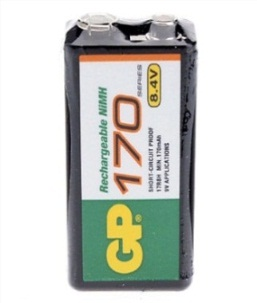 GP
Rechargeable NiMH
170
SERIES
8.4V
SHORT-CIRCUIT PROOF
17R8H MIN. 170mAh
9V APPLICATIONS